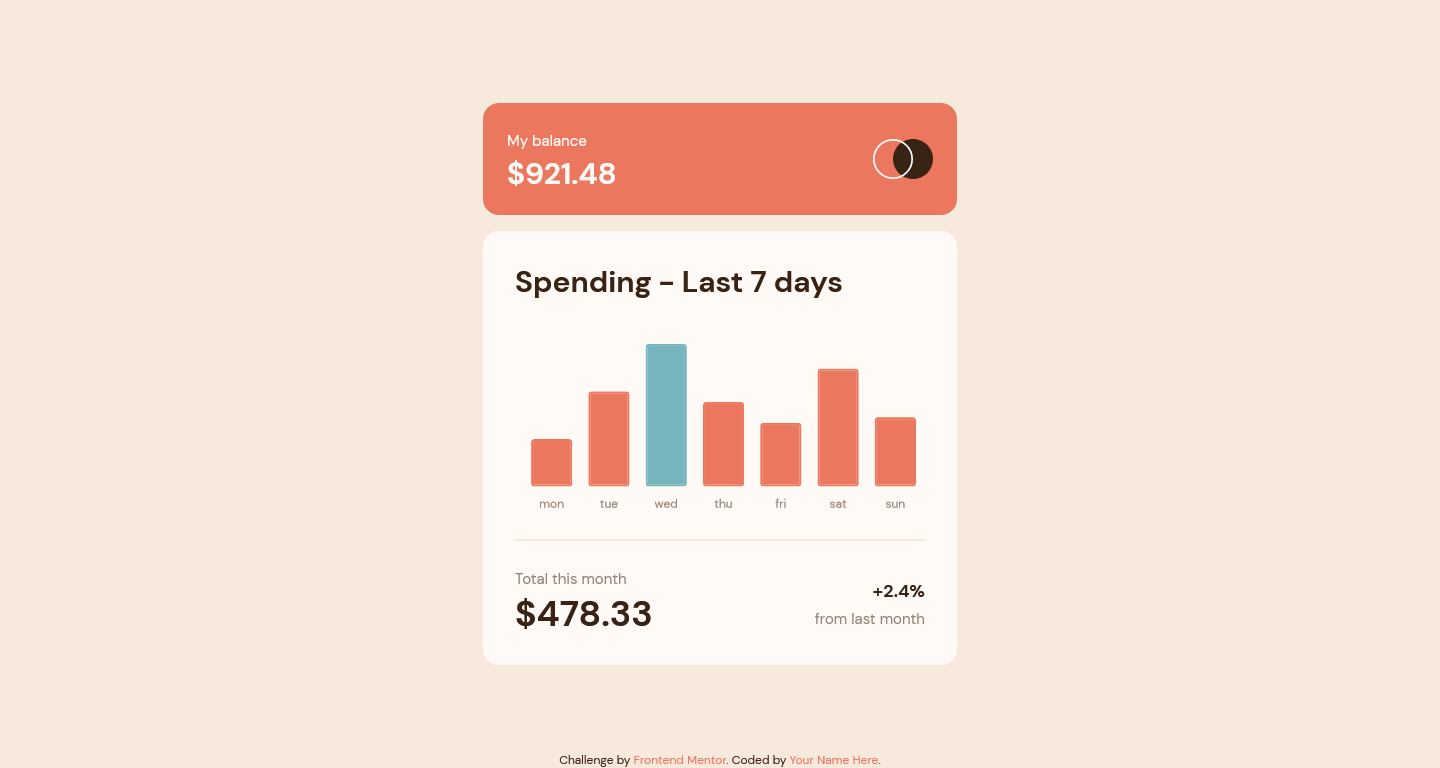 My balance
$921.48
Spending - Last 7 days
mon tue wed thu fri sat sun
Total this month
$478.33
+2.4%
from last month
Challenge by Frontend Mentor. Coded by Your Name Here.